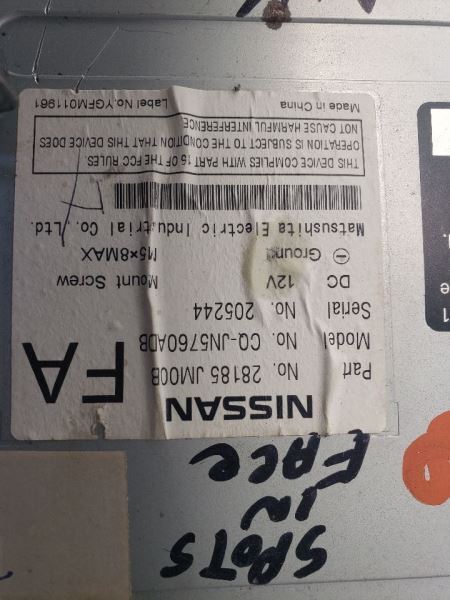 NISSAN
Part No. 28185 JM00B
Model No. CQ-JN5760ADB
FA
Serial No. 205244
DC 12V Mount Screw
⊖ Ground M5×8MAX
Matsushita Electric Industrial Co., Ltd.
THIS DEVICE COMPLIES WITH PART 15 OF THE FCC RULES.
OPERATION IS SUBJECT TO THE CONDITION THAT THIS DEVICE DOES
NOT CAUSE HARMFUL INTERFERENCE.
Made in China Label No. YGFM011961
SPOTS
IN
FACE